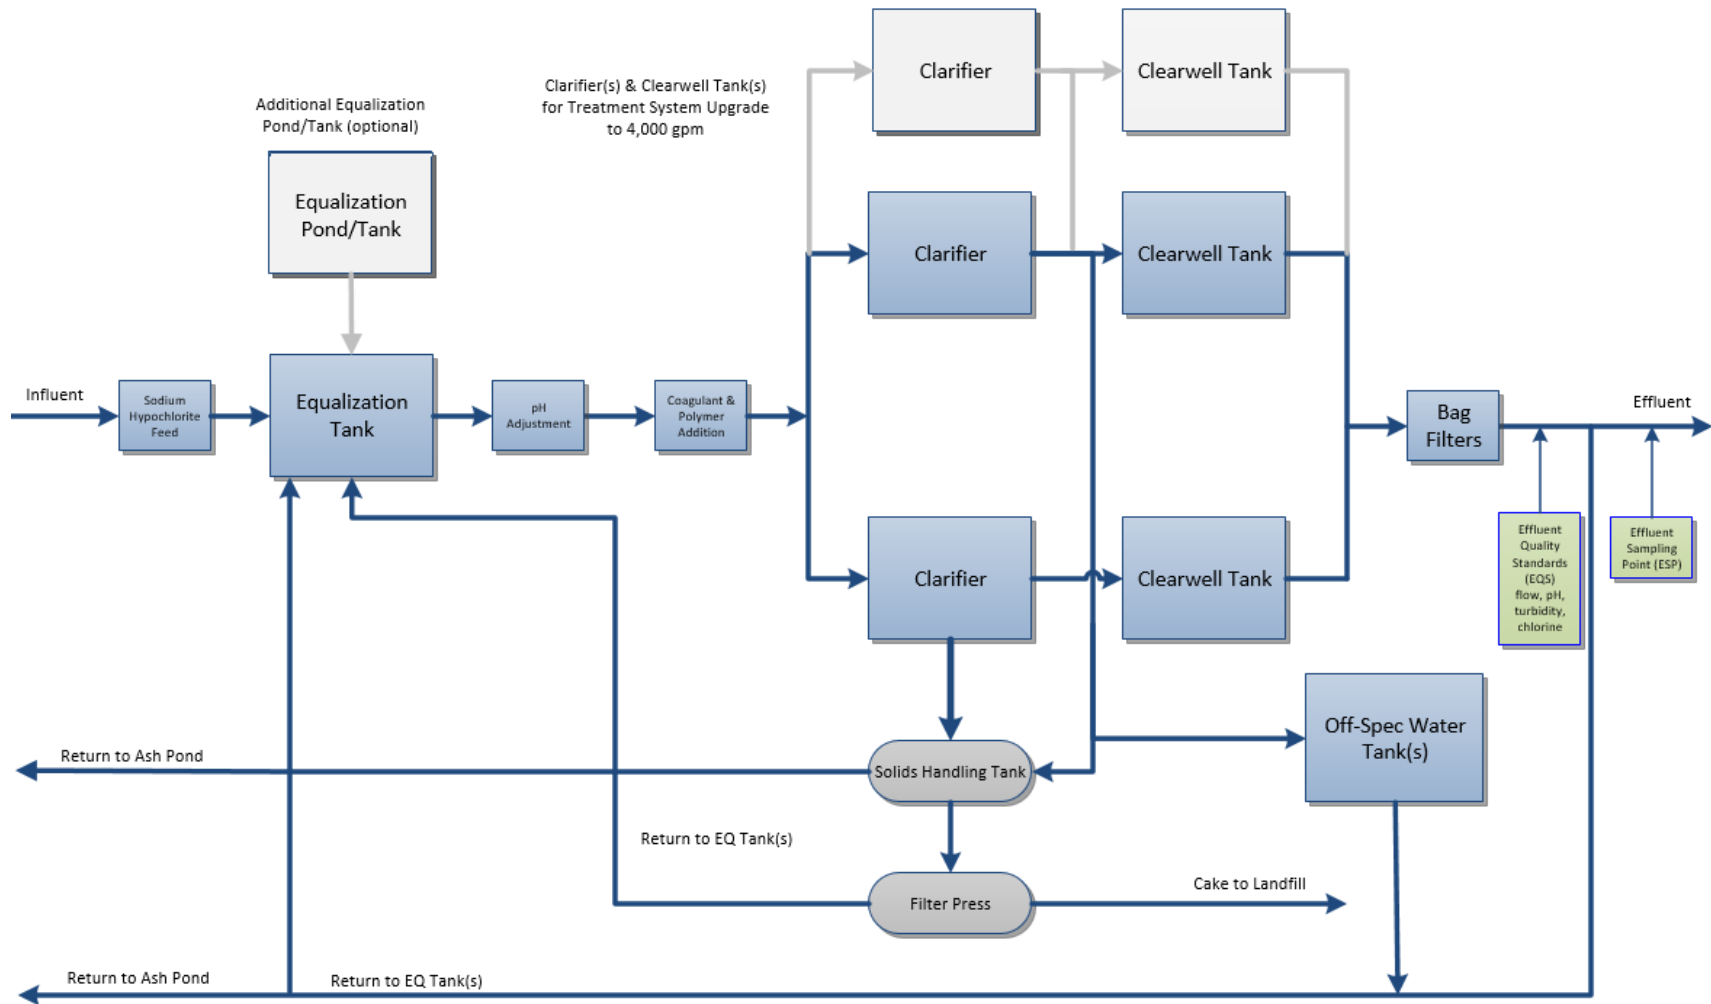 Clarifier
Clearwell Tank
Clarifier(s) & Clearwell Tank(s)
for Treatment System Upgrade
to 4,000 gpm
Additional Equalization
Pond/Tank (optional)
Equalization
Pond/Tank
Clarifier
Clearwell Tank
Influent
Sodium
Hypochlorite
Feed
Equalization
Tank
pH
Adjustment
Coagulant &
Polymer
Addition
Bag
Filters
Effluent
Clarifier
Clearwell Tank
Effluent
Quality
Standards
(EQS)
flow, pH,
turbidity,
chlorine
Effluent
Sampling
Point (ESP)
Off-Spec Water
Tank(s)
Return to Ash Pond
Solids Handling Tank
Return to EQ Tank(s)
Filter Press
Cake to Landfill
Return to Ash Pond
Return to EQ Tank(s)